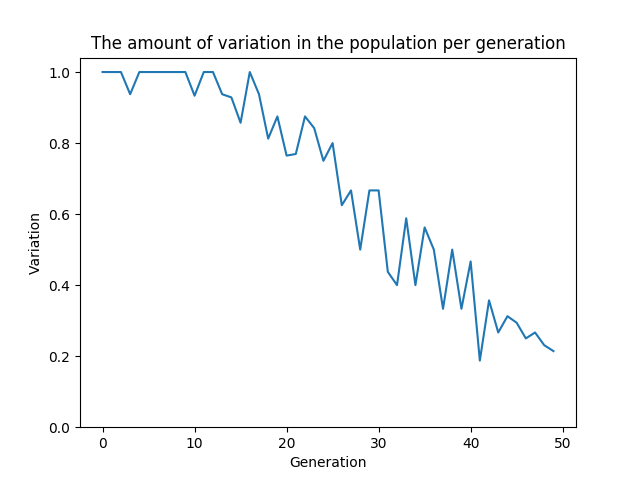 The amount of variation in the population per generation
1.0
0.8
0.6
0.4
0.2
0.0
Variation
0 10 20 30 40 50
Generation